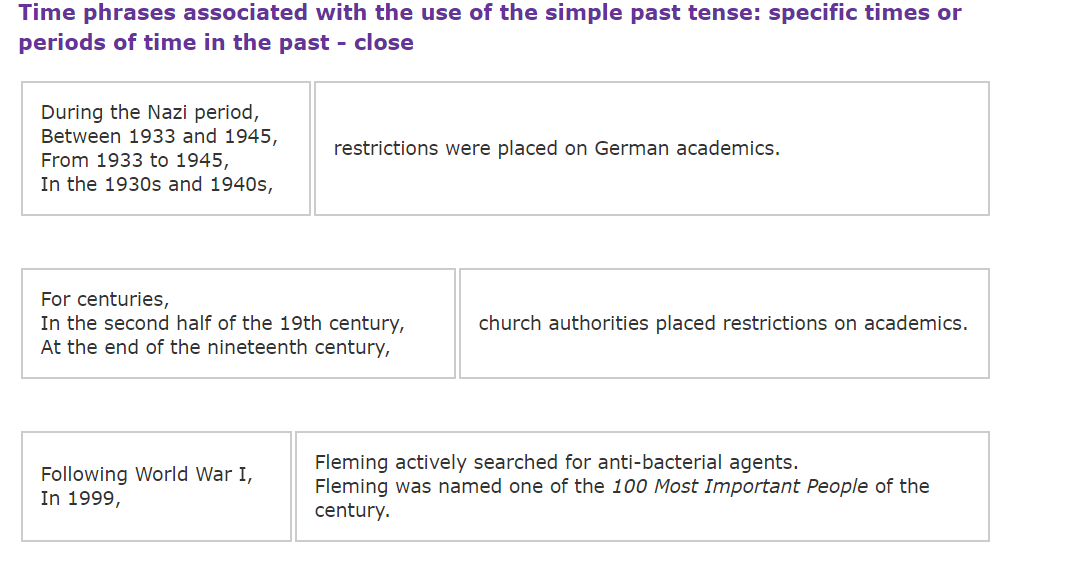 Time phrases associated with the use of the simple past tense: specific times or
periods of time in the past - close
During the Nazi period,
Between 1933 and 1945,
From 1933 to 1945,
In the 1930s and 1940s,
restrictions were placed on German academics.
For centuries,
In the second half of the 19th century,
At the end of the nineteenth century,
church authorities placed restrictions on academics.
Following World War I,
In 1999,
Fleming actively searched for anti-bacterial agents.
Fleming was named one of the 100 Most Important People of the
century.